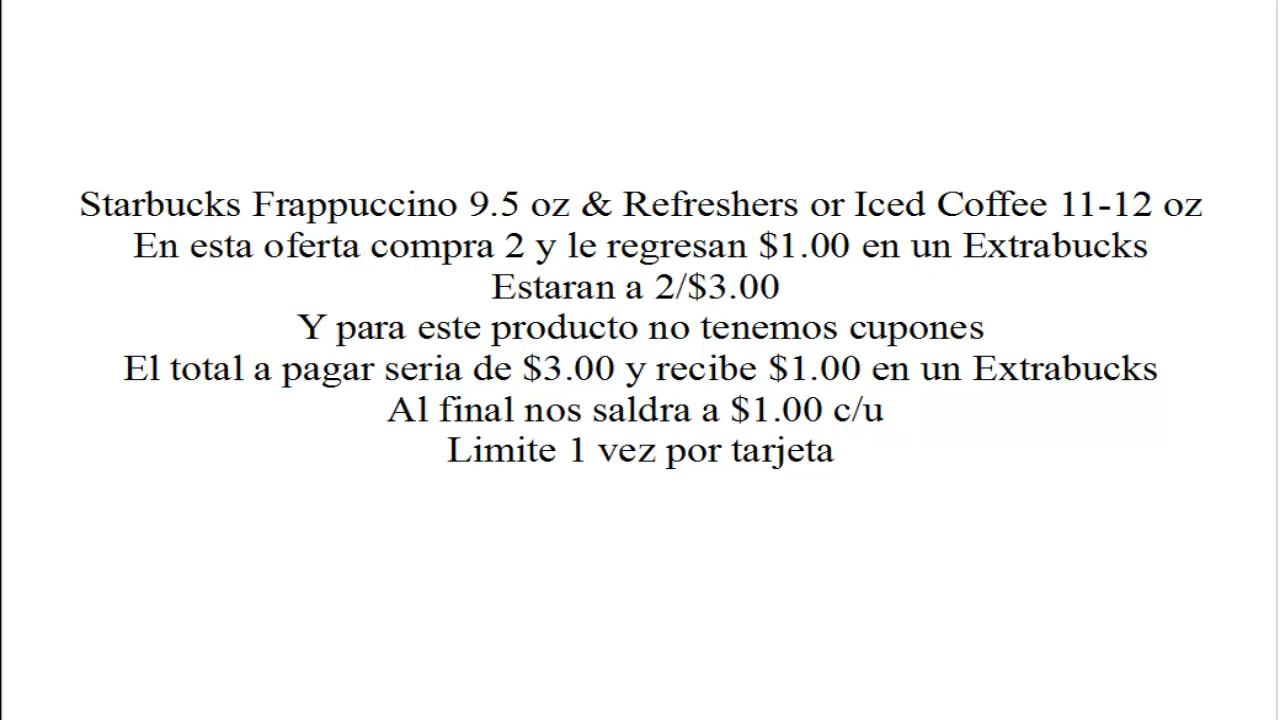 Starbucks Frappuccino 9.5 oz & Refreshers or Iced Coffee 11-12 oz
En esta oferta compra 2 y le regresan $1.00 en un Extrabucks
Estaran a 2/$3.00
Y para este producto no tenemos cupones
El total a pagar seria de $3.00 y recibe $1.00 en un Extrabucks
Al final nos saldra a $1.00 c/u
Limite 1 vez por tarjeta